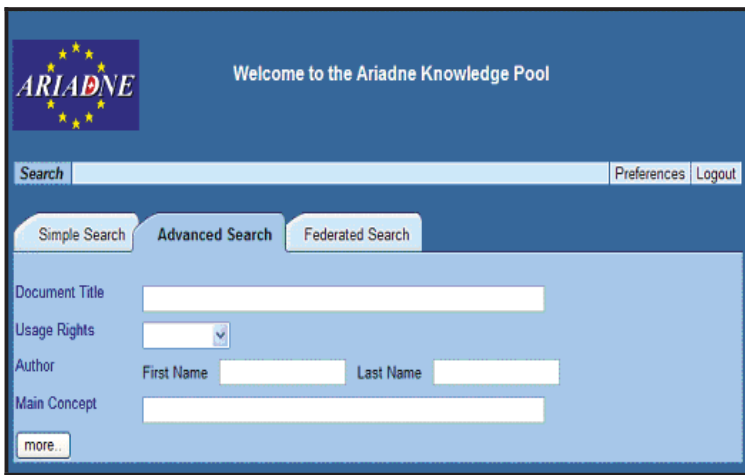 ARIADNE
Welcome to the Ariadne Knowledge Pool
Search Preferences Logout
Simple Search Advanced Search Federated Search
Document Title
Usage Rights
Author First Name Last Name
Main Concept
more..